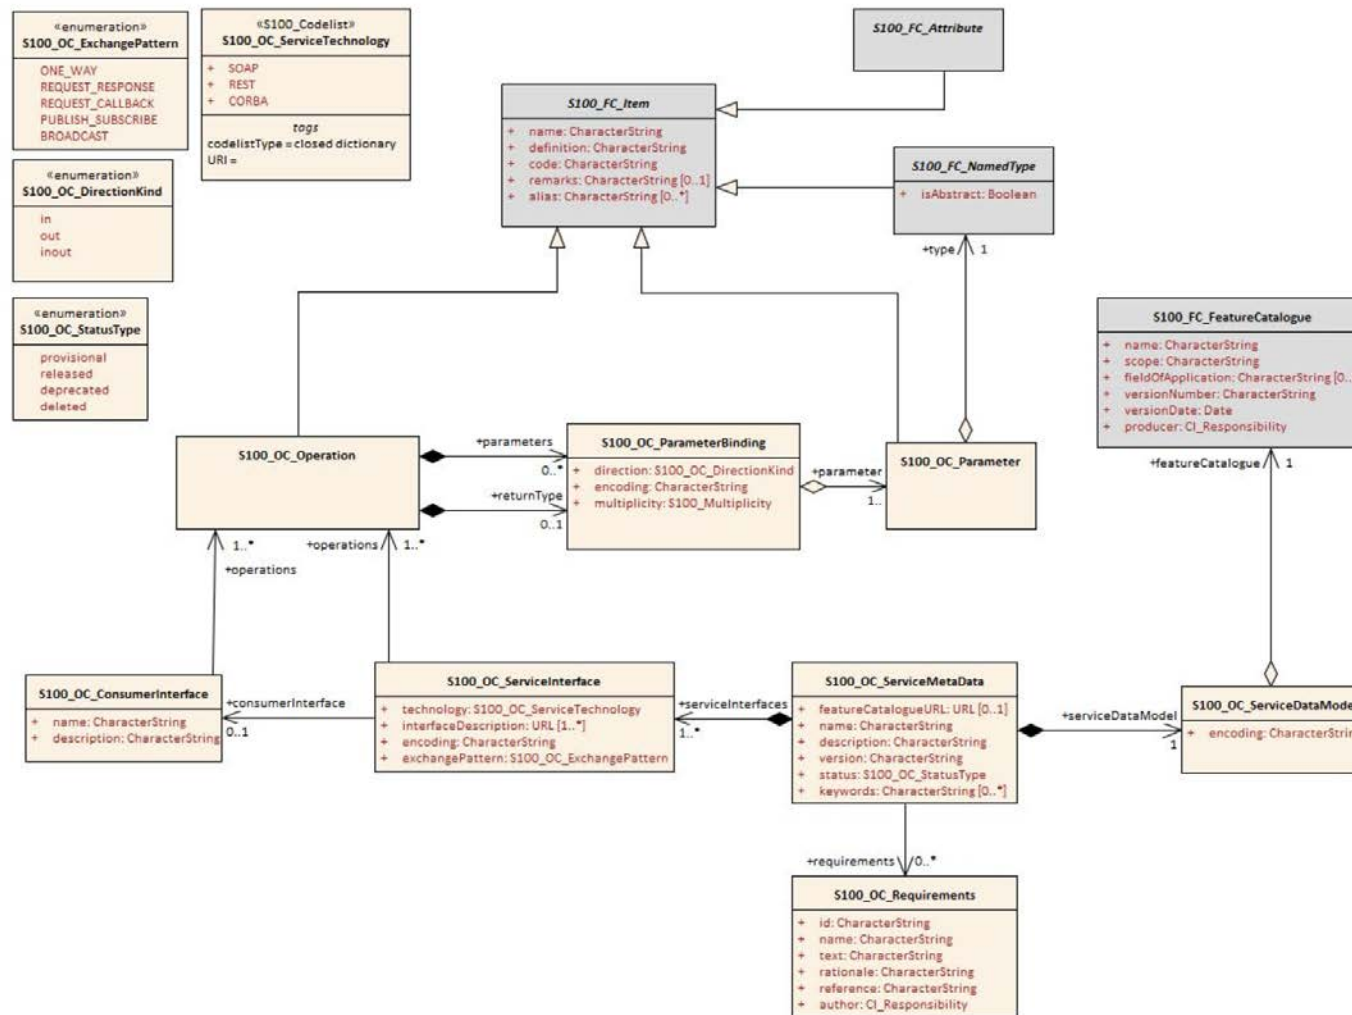 «enumeration»
S100_OC_ExchangePattern
ONE_WAY
REQUEST_RESPONSE
REQUEST_CALLBACK
PUBLISH_SUBSCRIBE
BROADCAST
«S100_Codelist»
S100_OC_ServiceTechnology
+ SOAP
+ REST
+ CORBA
tags
codelistType = closed dictionary
URI =
«enumeration»
S100_OC_DirectionKind
in
out
inout
«enumeration»
S100_OC_StatusType
provisional
released
deprecated
deleted
S100_FC_Item
+ name: CharacterString
+ definition: CharacterString
+ code: CharacterString
+ remarks: CharacterString [0..1]
+ alias: CharacterString [0..*]
S100_FC_Attribute
S100_FC_NamedType
+ isAbstract: Boolean
+type 1
S100_FC_FeatureCatalogue
+ name: CharacterString
+ scope: CharacterString
+ fieldOfApplication: CharacterString [0..
+ versionNumber: CharacterString
+ versionDate: Date
+ producer: CI_Responsibility
+featureCatalogue 1
S100_OC_Operation
+parameters
0..*
+returnType
0..1
S100_OC_ParameterBinding
+ direction: S100_OC_DirectionKind
+ encoding: CharacterString
+ multiplicity: S100_Multiplicity
+parameter
1..
S100_OC_Parameter
1..*
+operations
+operations 1..*
S100_OC_ConsumerInterface
+ name: CharacterString
+ description: CharacterString
+consumerInterface
0..1
S100_OC_ServiceInterface
+ technology: S100_OC_ServiceTechnology
+ interfaceDescription: URL [1..*]
+ encoding: CharacterString
+ exchangePattern: S100_OC_ExchangePattern
+serviceInterfaces
1..*
S100_OC_ServiceMetaData
+ featureCatalogueURL: URL [0..1]
+ name: CharacterString
+ description: CharacterString
+ version: CharacterString
+ status: S100_OC_StatusType
+ keywords: CharacterString [0..*]
+serviceDataModel
1
S100_OC_ServiceDataMode
+ encoding: CharacterStrin
+requirements 0..*
S100_OC_Requirements
+ id: CharacterString
+ name: CharacterString
+ text: CharacterString
+ rationale: CharacterString
+ reference: CharacterString
+ author: CI_Responsibility